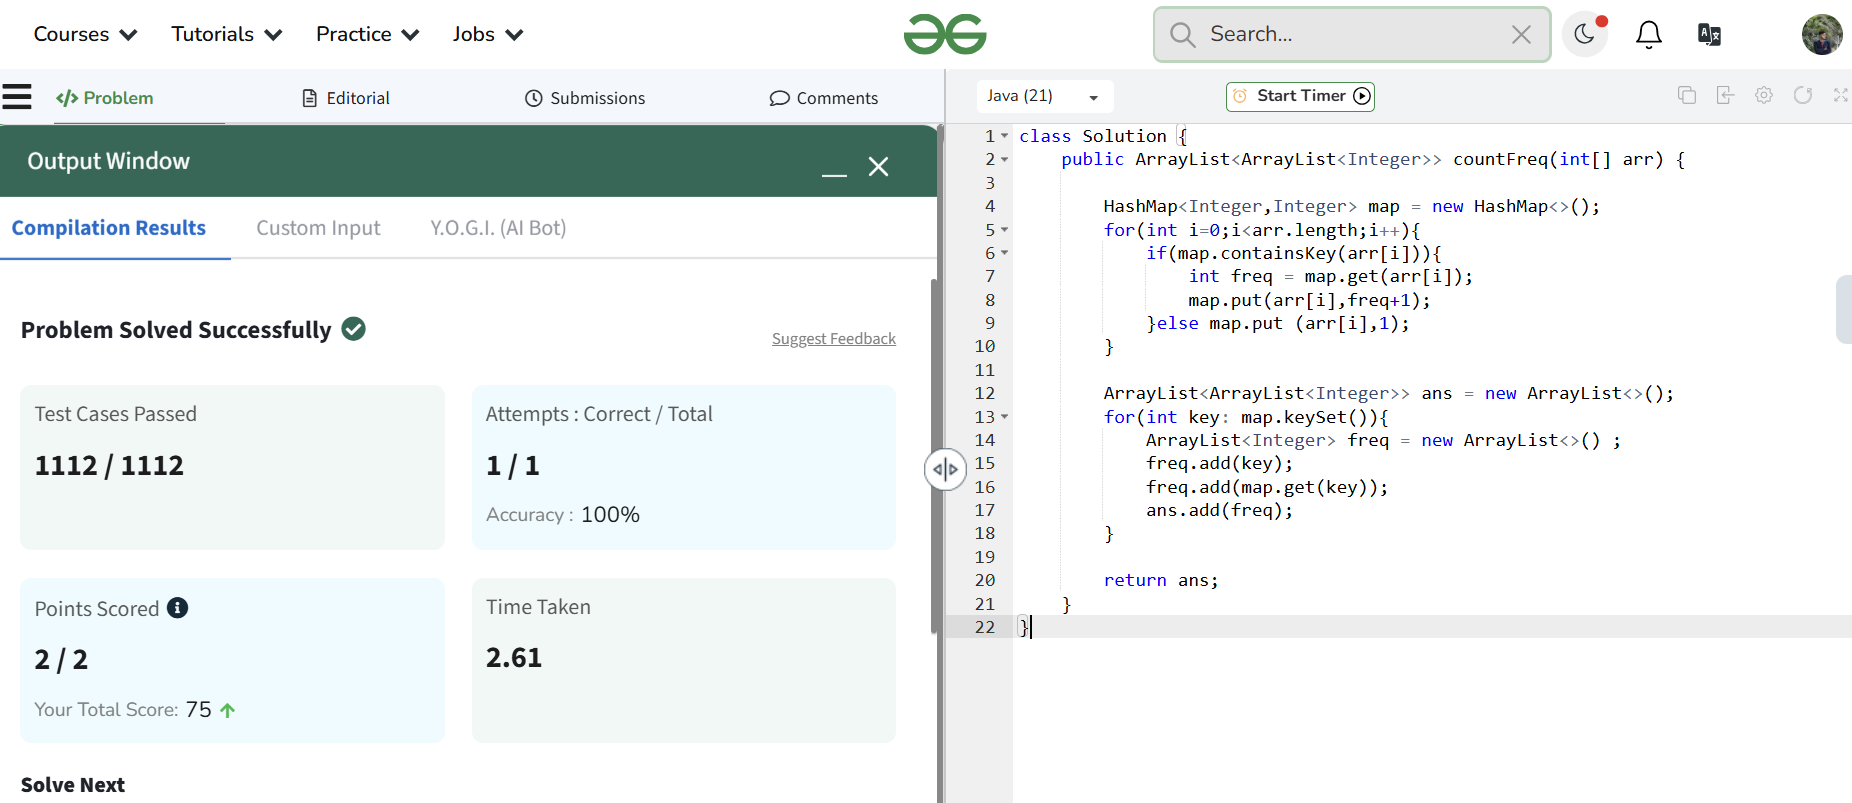 Courses Tutorials Practice Jobs Search...
</> Problem Editorial Submissions Comments
Output Window
Compilation Results Custom Input Y.O.G.I. (AI Bot)
Problem Solved Successfully
Suggest Feedback
Test Cases Passed
1112 / 1112
Attempts : Correct / Total
1 / 1
Accuracy : 100%
Points Scored
2 / 2
Your Total Score: 75
Time Taken
2.61
Solve Next
Java (21) Start Timer
1 class Solution {
2     public ArrayList<ArrayList<Integer>> countFreq(int[] arr) {
3
4         HashMap<Integer,Integer> map = new HashMap<>();
5         for(int i=0;i<arr.length;i++){
6             if(map.containsKey(arr[i])){
7                 int freq = map.get(arr[i]);
8                 map.put(arr[i],freq+1);
9             }else map.put (arr[i],1);
10         }
11
12         ArrayList<ArrayList<Integer>> ans = new ArrayList<>();
13         for(int key: map.keySet()){
14             ArrayList<Integer> freq = new ArrayList<>() ;
15             freq.add(key);
16             freq.add(map.get(key));
17             ans.add(freq);
18         }
19
20         return ans;
21     }
22 }